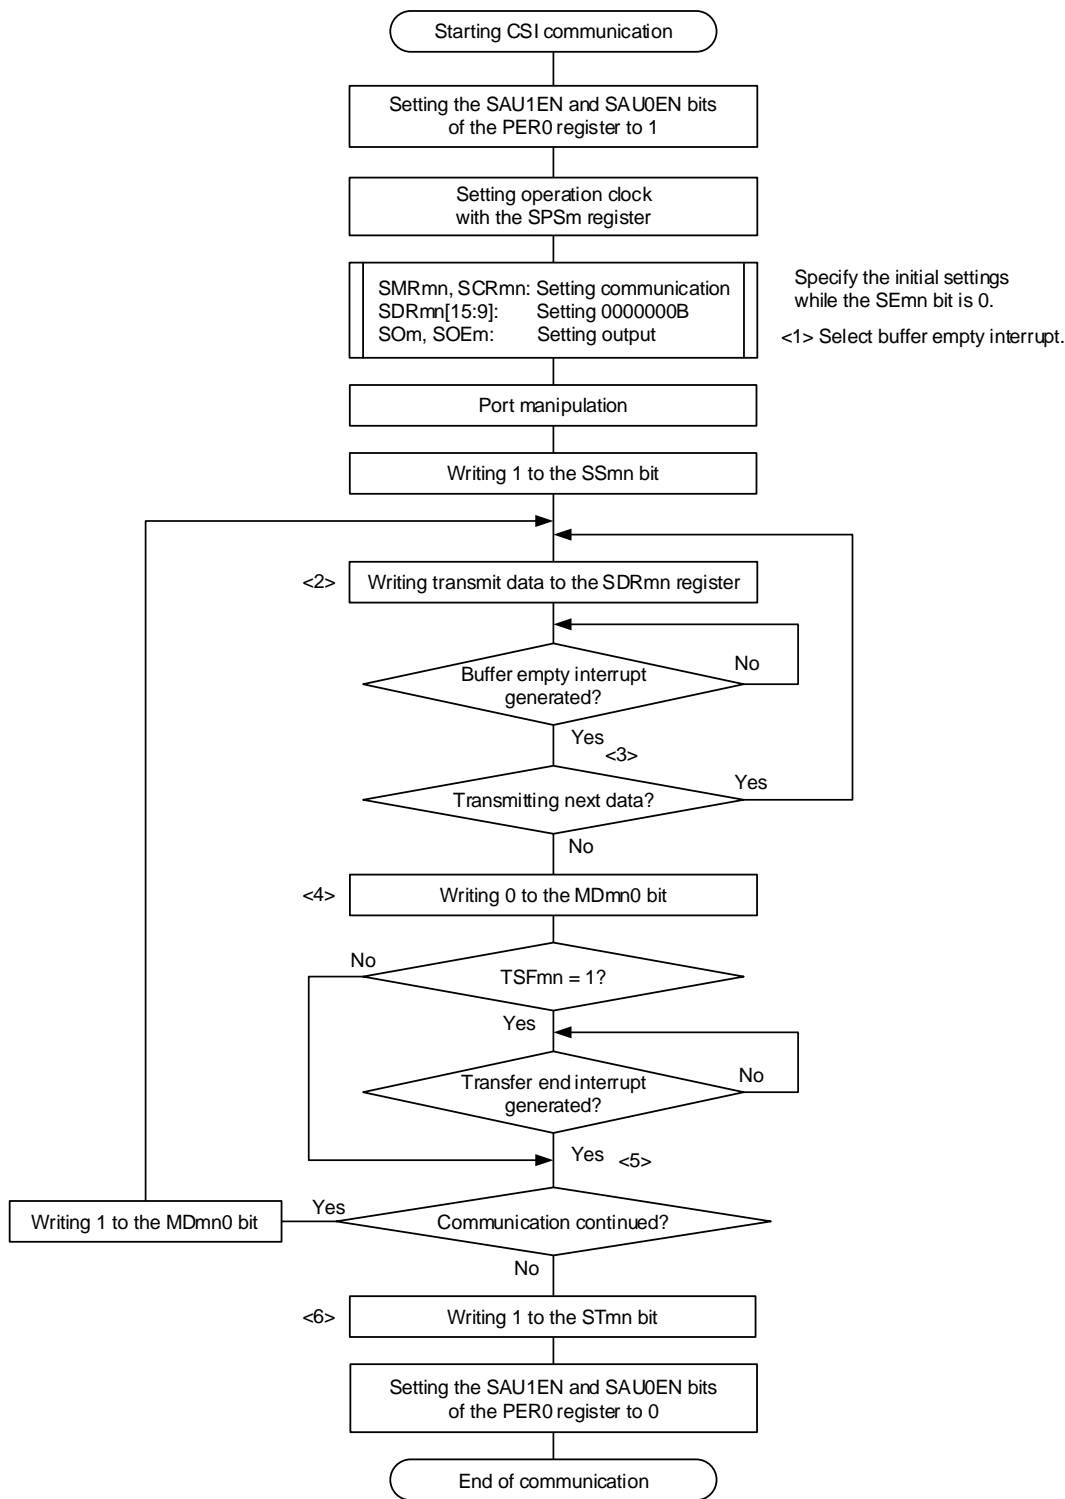 Starting CSI communication
Setting the SAU1EN and SAU0EN bits
of the PER0 register to 1
Setting operation clock
with the SPSm register
SMRmn, SCRmn: Setting communication
SDRmn[15:9]: Setting 0000000B
SOm, SOEm: Setting output
Specify the initial settings
while the SEmn bit is 0.
<1> Select buffer empty interrupt.
Port manipulation
Writing 1 to the SSmn bit
<2>
Writing transmit data to the SDRmn register
Buffer empty interrupt
generated?
No
Yes
<3>
Transmitting next data?
Yes
No
<4>
Writing 0 to the MDmn0 bit
No
TSFmn = 1?
Yes
Transfer end interrupt
generated?
No
Yes
<5>
Writing 1 to the MDmn0 bit
Yes
Communication continued?
No
<6>
Writing 1 to the STmn bit
Setting the SAU1EN and SAU0EN bits
of the PER0 register to 0
End of communication